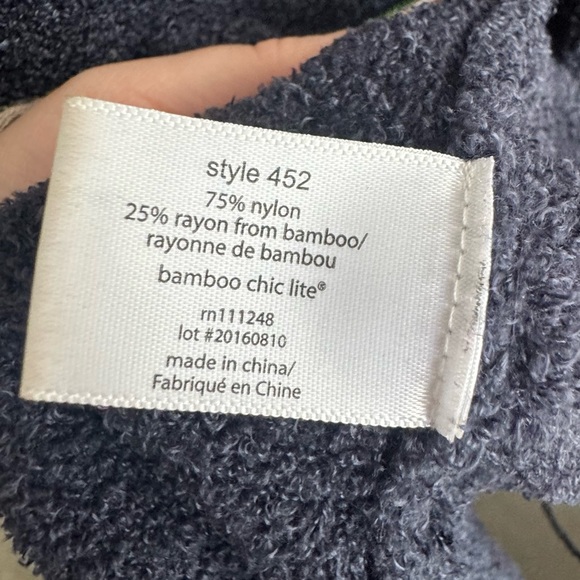 style 452
75% nylon
25% rayon from bamboo/
rayonne de bambou
bamboo chic lite®
rn111248
lot #20160810
made in china/
Fabriqué en Chine